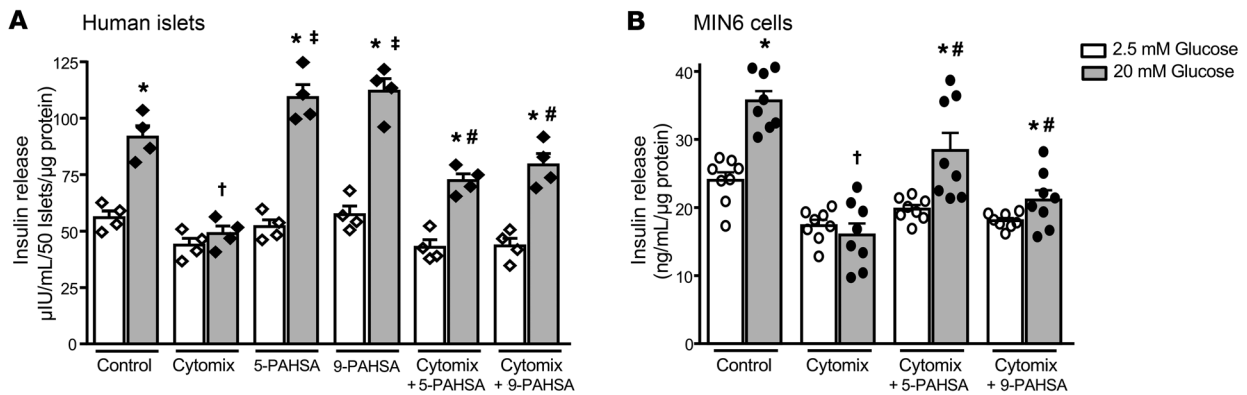 A Human islets
Insulin release
µIU/mL/50 Islets/µg protein)
125
100
75
50
25
0
*
†
* ‡
* ‡
* #
* #
Control
Cytomix
5-PAHSA
9-PAHSA
Cytomix
+ 5-PAHSA
Cytomix
+ 9-PAHSA
B MIN6 cells
Insulin release
(ng/mL/µg protein)
40
30
20
10
0
*
†
* #
* #
Control
Cytomix
Cytomix
+ 5-PAHSA
Cytomix
+ 9-PAHSA
2.5 mM Glucose
20 mM Glucose